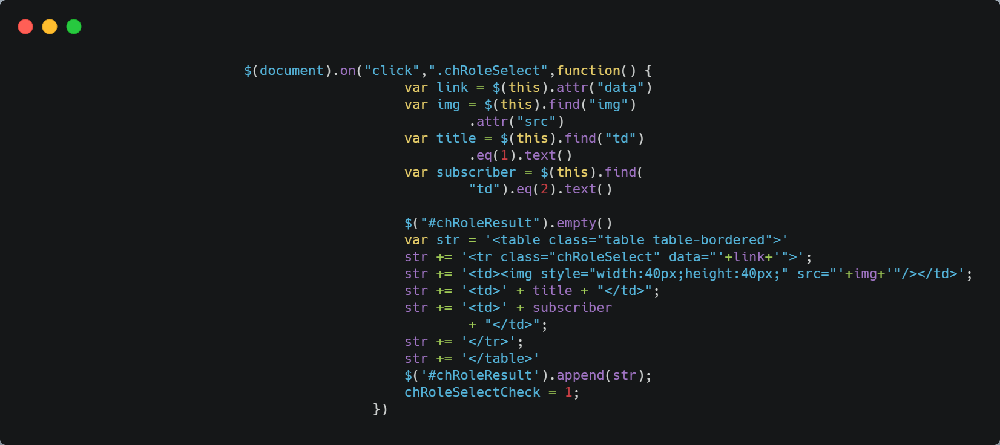 $(document).on("click",".chRoleSelect",function() {
var link = $(this).attr("data")
var img = $(this).find("img")
.attr("src")
var title = $(this).find("td")
.eq(1).text()
var subscriber = $(this).find(
"td").eq(2).text()
$("#chRoleResult").empty()
var str = '<table class="table table-bordered">'
str += '<tr class="chRoleSelect" data="'+link+'">';
str += '<td><img style="width:40px;height:40px;" src="'+img+'"/></td>';
str += '<td>' + title + "</td>";
str += '<td>' + subscriber
+ "</td>";
str += '</tr>';
str += '</table>'
$('#chRoleResult').append(str);
chRoleSelectCheck = 1;
})